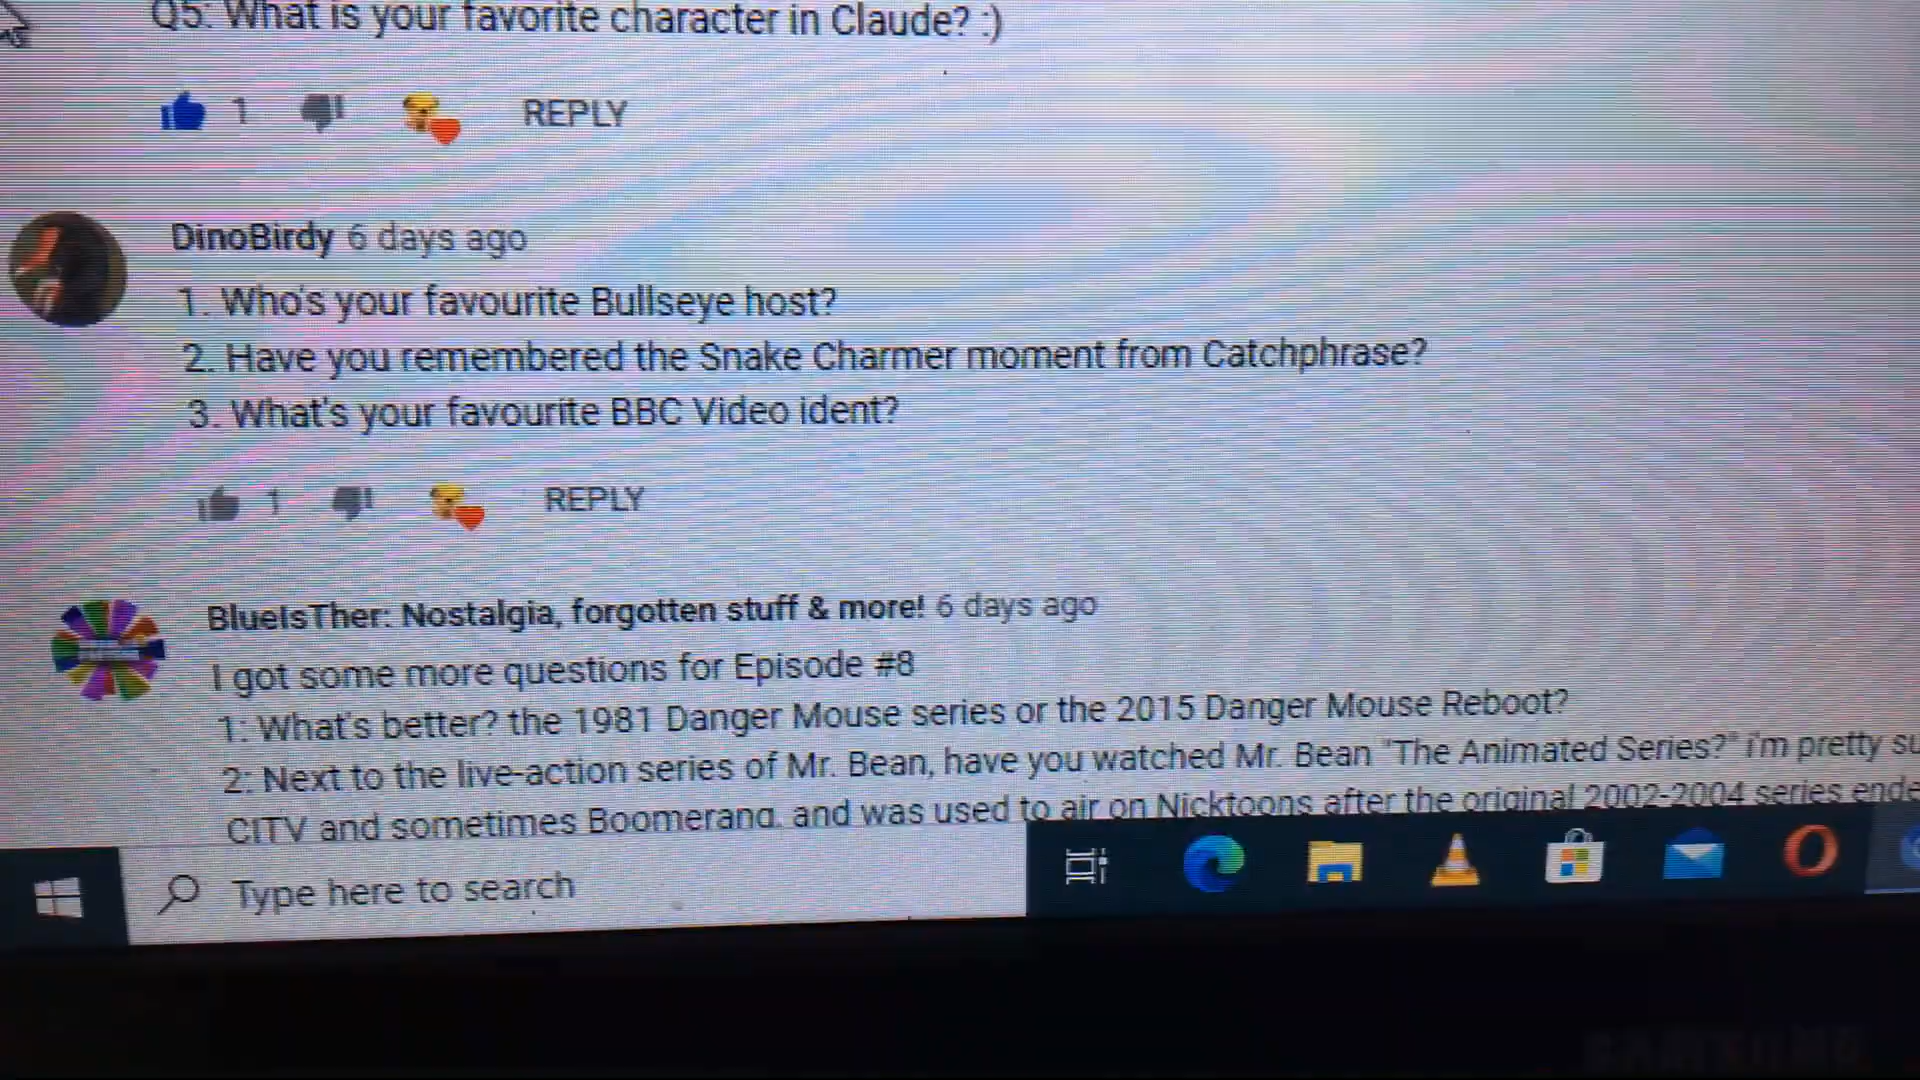 Q5: What is your favorite character in Claude? :)
1 REPLY
DinoBirdy 6 days ago
1. Who's your favourite Bullseye host?
2. Have you remembered the Snake Charmer moment from Catchphrase?
3. What's your favourite BBC Video ident?
1 REPLY
BlueIsTher: Nostalgia, forgotten stuff & more! 6 days ago
I got some more questions for Episode #8
1: What's better? the 1981 Danger Mouse series or the 2015 Danger Mouse Reboot?
2: Next to the live-action series of Mr. Bean, have you watched Mr. Bean "The Animated Series?" i'm pretty su
CITV and sometimes Boomerang, and was used to air on Nicktoons after the original 2002-2004 series ende
Type here to search
SAMSUNG